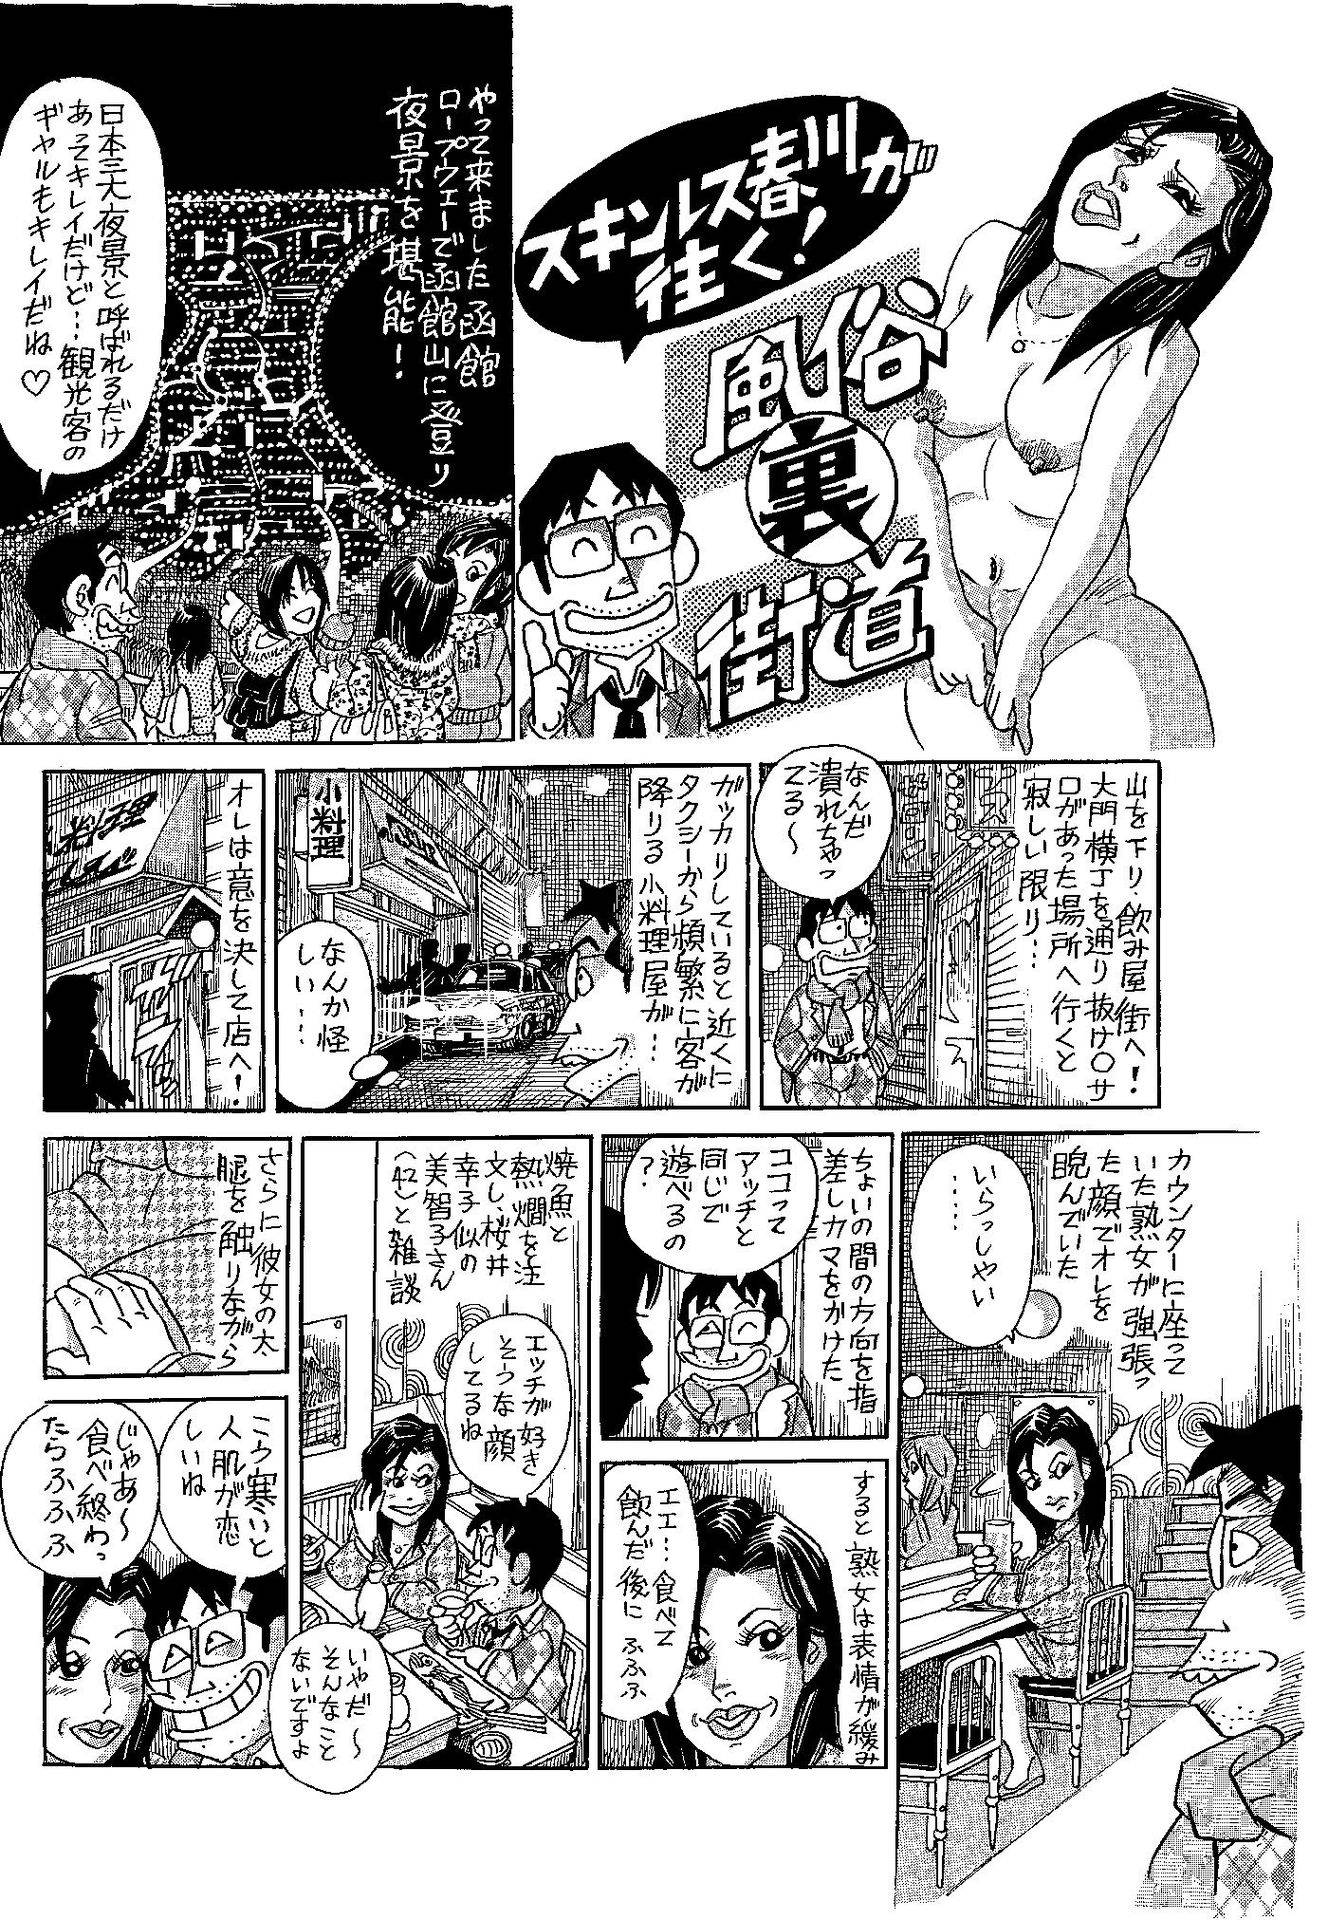 スキンレス春川が
往く!
風俗
裏
街道
やって来ました函館
ロープウェーで函館山に登り
夜景を堪能!
日本三大夜景と呼ばれるだけ
あってキレイだけど…観光客の
ギャルもキレイだね♡
山を下り、飲み屋街へ!
大門横丁を通り抜け〇サ
口があった場所へ行くと
寂しい限り…
なんだ
潰れちゃっ
てる〜
ガッカリしていると近くに
タクシーから頻繁に客が
降りる小料理屋が…
小料理
なんか怪
しい…
オレは意を決して店へ!
料理
ガラ
カウンターに座って
いた熟女が強張っ
た顔でオレを
睨んでいた
いらっしゃい
……
ちょいの間の方向を指
差しカマをかけた
ココって
アッチと
同じで
遊べるの
?
すると熟女は表情が緩み
エエ…食べて
飲んだ後に ふふふ
焼魚と
熱燗を注
文し、桜井
幸子似の
美智子さん
(42)と雑談
エッチが好き
そうな顔
してるね
いやだ〜
そんなこと
ないですよ
さらに彼女の太
腿を触りながら
こう寒いと
人肌が恋
しいね
じゃあ〜
食べ終わっ
たらふふふ